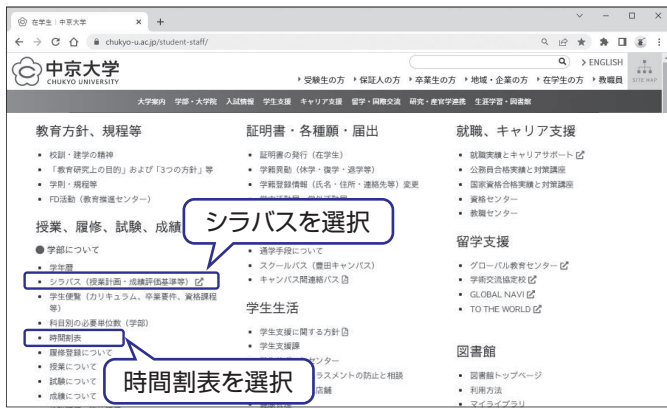 在学生｜中京大学
chukyo-u.ac.jp/student-staff/
中京大学
CHUKYO UNIVERSITY
ENGLISH
受験生の方 保証人の方 卒業生の方 地域・企業の方 在学生の方 教職員
SITE MAP
大学案内 学部・大学院 入試情報 学生支援 キャリア支援 留学・国際交流 研究・産官学連携 生涯学習・図書館
教育方針、規程等
校訓・建学の精神
「教育研究上の目的」および「3つの方針」等
学則・規程等
FD活動（教育推進センター）
授業、履修、試験、成績
●学部について
学年暦
シラバス（授業計画・成績評価基準等）
学生便覧（カリキュラム、卒業要件、資格課程
等）
科目別の必要単位数（学部）
時間割表
履修登録について
授業について
試験について
成績について
シラバスを選択
時間割表を選択
証明書・各種願・届出
証明書の発行（在学生）
学籍異動（休学・復学・退学等）
学籍登録情報（氏名・住所・連絡先等）変更
通学手段について
スクールバス（豊田キャンパス）
キャンパス間連絡バス
学生生活
学生支援に関する方針
学生支援課
センター
ラスメントの防止と相談
店舗
就職、キャリア支援
就職実績とキャリアサポート
公務員合格実績と対策講座
国家資格合格実績と対策講座
資格センター
教職センター
留学支援
グローバル教育センター
学術交流協定校
GLOBAL NAVI
TO THE WORLD
図書館
図書館トップページ
利用方法
マイライブラリ